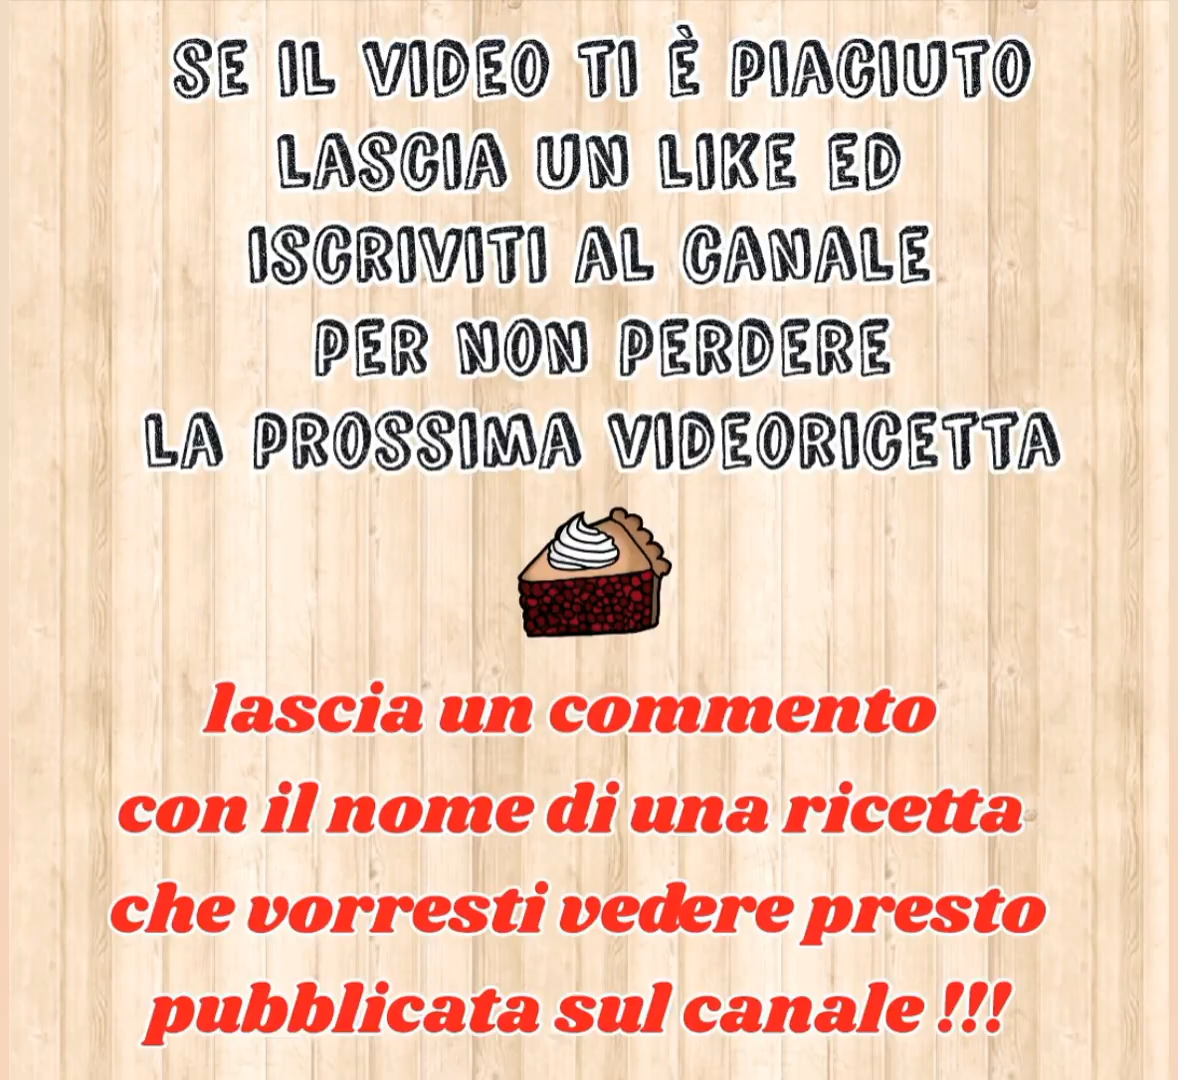 SE IL VIDEO TI È PIACIUTO
LASCIA UN LIKE ED
ISCRIVITI AL CANALE
PER NON PERDERE
LA PROSSIMA VIDEORICETTA
lascia un commento
con il nome di una ricetta
che vorresti vedere presto
pubblicata sul canale !!!